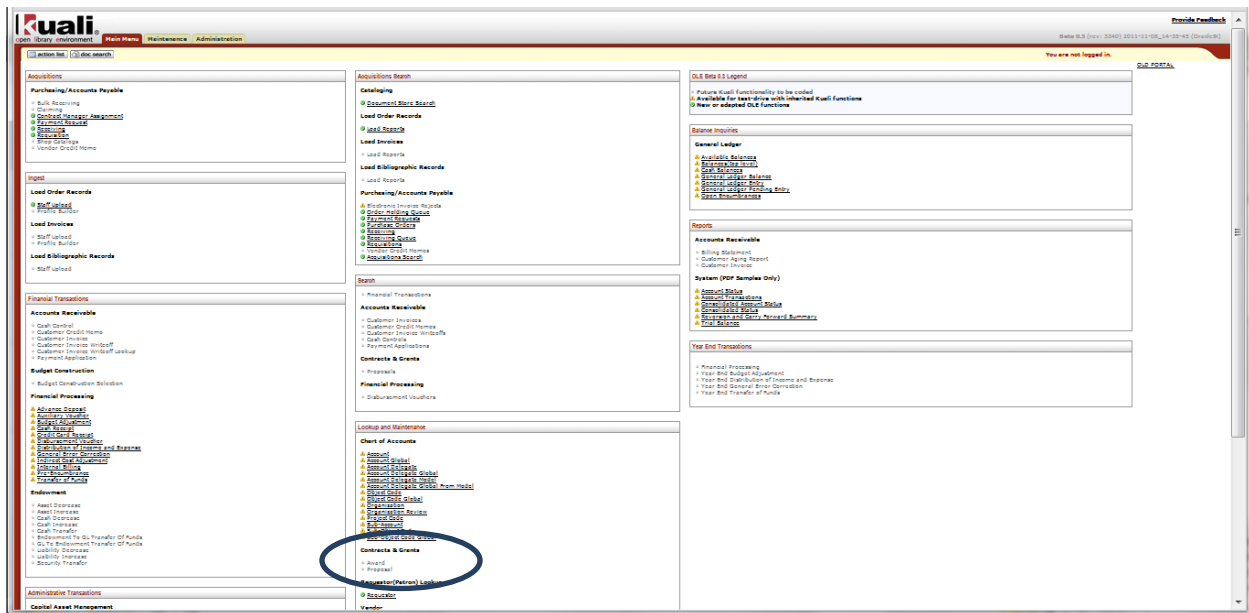 Provide Feedback
kuali
open library environment
Main Menu Maintenance Administration
Beta 0.3 (rev: 3340) 2011-11-08_14-35-45 (Oracle9i)
action list doc search
You are not logged in.
OLD PORTAL
Acquisitions
Purchasing/Accounts Payable
Bulk Receiving
Claiming
Contract Manager Assignment
Payment Request
Receiving
Requisition
Shop Catalogs
Vendor Credit Memo
Ingest
Load Order Records
Staff Upload
Profile Builder
Load Invoices
Staff Upload
Profile Builder
Load Bibliographic Records
Staff Upload
Financial Transactions
Accounts Receivable
Cash Control
Customer Credit Memo
Customer Invoice
Customer Invoice Writeoff
Customer Invoice Writeoff Lookup
Payment Application
Budget Construction
Budget Construction Selection
Financial Processing
Advance Deposit
Auxiliary Voucher
Budget Adjustment
Cash Receipt
Credit Card Receipt
Disbursement Voucher
Distribution of Income and Expense
General Error Correction
Indirect Cost Adjustment
Internal Billing
Pre-Encumbrance
Transfer of Funds
Endowment
Asset Decrease
Asset Increase
Cash Decrease
Cash Increase
Cash Transfer
Endowment To GL Transfer Of Funds
GL To Endowment Transfer Of Funds
Liability Decrease
Liability Increase
Security Transfer
Administrative Transactions
Capital Asset Management
Acquisitions Search
Cataloging
Document Store Search
Load Order Records
Load Reports
Load Invoices
Load Reports
Load Bibliographic Records
Load Reports
Purchasing/Accounts Payable
Electronic Invoice Rejects
Order Holding Queue
Payment Requests
Purchase Orders
Receiving
Receiving Queue
Requisitions
Vendor Credit Memos
Acquisitions Search
Search
Financial Transactions
Accounts Receivable
Customer Invoices
Customer Credit Memos
Customer Invoice Writeoffs
Cash Controls
Payment Applications
Contracts & Grants
Proposals
Financial Processing
Disbursement Vouchers
Lookup and Maintenance
Chart of Accounts
Account
Account Global
Account Delegate
Account Delegate Global
Account Delegate Model
Account Delegate Global From Model
Object Code
Object Code Global
Organization
Organization Review
Project Code
Sub-Account
Sub-Object Code Global
Contracts & Grants
Award
Proposal
Requestor(Patron) Lookup
Requestor
Vendor
OLE Beta 0.3 Legend
Future Kuali functionality to be coded
Available for test-drive with inherited Kuali functions
New or adapted OLE functions
Balance Inquiries
General Ledger
Available Balances
Balances(top level)
Cash Balances
General Ledger Balance
General Ledger Entry
General Ledger Pending Entry
Open Encumbrances
Reports
Accounts Receivable
Billing Statement
Customer Aging Report
Customer Invoice
System (PDF Samples Only)
Account Status
Account Transactions
Consolidated Account Status
Consolidated Status
Reversion and Carry Forward Summary
Trial Balance
Year End Transactions
Financial Processing
Year End Budget Adjustment
Year End Distribution of Income and Expense
Year End General Error Correction
Year End Transfer of Funds